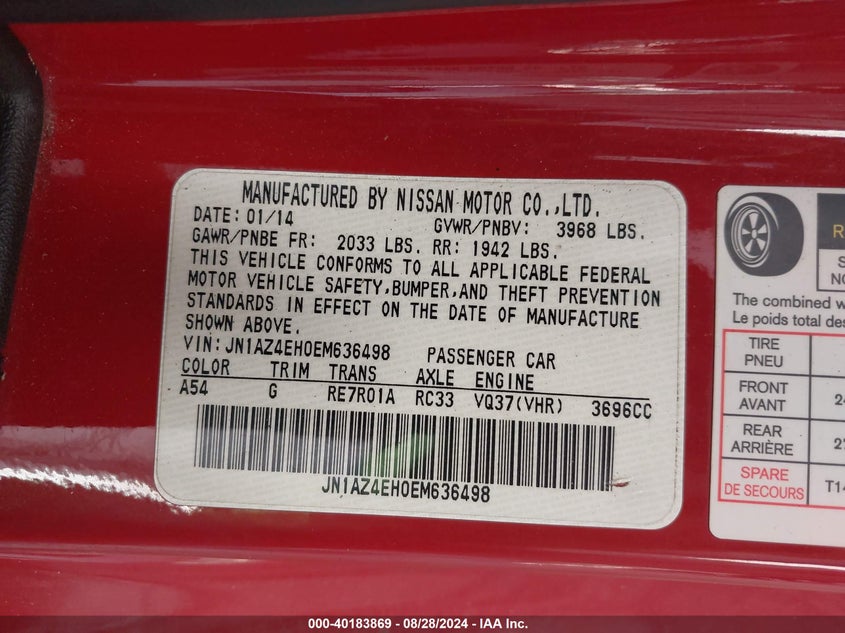 MANUFACTURED BY NISSAN MOTOR CO.,LTD.
DATE: 01/14 GVWR/PNBV: 3968 LBS.
GAWR/PNBE FR: 2033 LBS. RR: 1942 LBS.
THIS VEHICLE CONFORMS TO ALL APPLICABLE FEDERAL
MOTOR VEHICLE SAFETY,BUMPER,AND THEFT PREVENTION
STANDARDS IN EFFECT ON THE DATE OF MANUFACTURE
SHOWN ABOVE.
VIN:JN1AZ4EH0EM636498 PASSENGER CAR
COLOR TRIM TRANS AXLE ENGINE
A54 G RE7R01A RC33 VQ37(VHR) 3696CC
JN1AZ4EH0EM636498
The combined
Le poids total
TIRE
PNEU
FRONT
AVANT
REAR
ARRIÈRE
SPARE
DE SECOURS
000-40183869 - 08/28/2024 - IAA Inc.